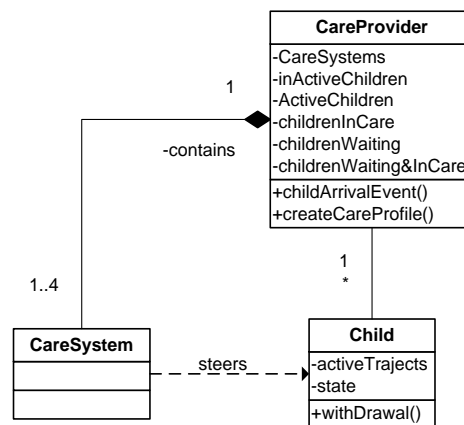 CareProvider
-CareSystems
-inActiveChildren
-ActiveChildren
-childrenInCare
-childrenWaiting
-childrenWaiting&InCare
+childArrivalEvent()
+createCareProfile()
1
-contains
1..4
1
*
CareSystem
steers
Child
-activeTrajects
-state
+withDrawal()